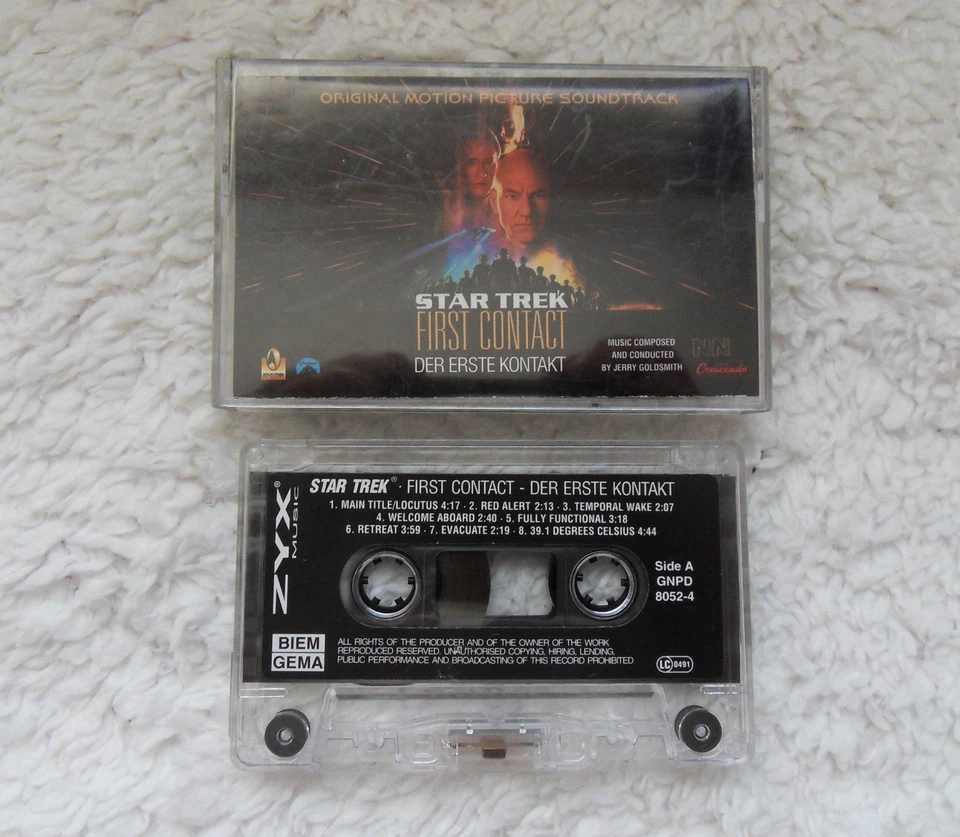 ORIGINAL MOTION PICTURE SOUNDTRACK
STAR TREK
FIRST CONTACT
DER ERSTE KONTAKT
MUSIC COMPOSED
AND CONDUCTED
BY JERRY GOLDSMITH
Crescendo
ZYX®
MUSIC
STAR TREK® · FIRST CONTACT - DER ERSTE KONTAKT
1. MAIN TITLE/LOCUTUS 4:17 · 2. RED ALERT 2:13 · 3. TEMPORAL WAKE 2:07
4. WELCOME ABOARD 2:40 · 5. FULLY FUNCTIONAL 3:18
6. RETREAT 3:59 · 7. EVACUATE 2:19 · 8. 39.1 DEGREES CELSIUS 4:44
Side A
GNPD
8052-4
BIEM
GEMA
ALL RIGHTS OF THE PRODUCER AND OF THE OWNER OF THE WORK
REPRODUCED RESERVED. UNAUTHORISED COPYING, HIRING, LENDING,
PUBLIC PERFORMANCE AND BROADCASTING OF THIS RECORD PROHIBITED
LC 0491